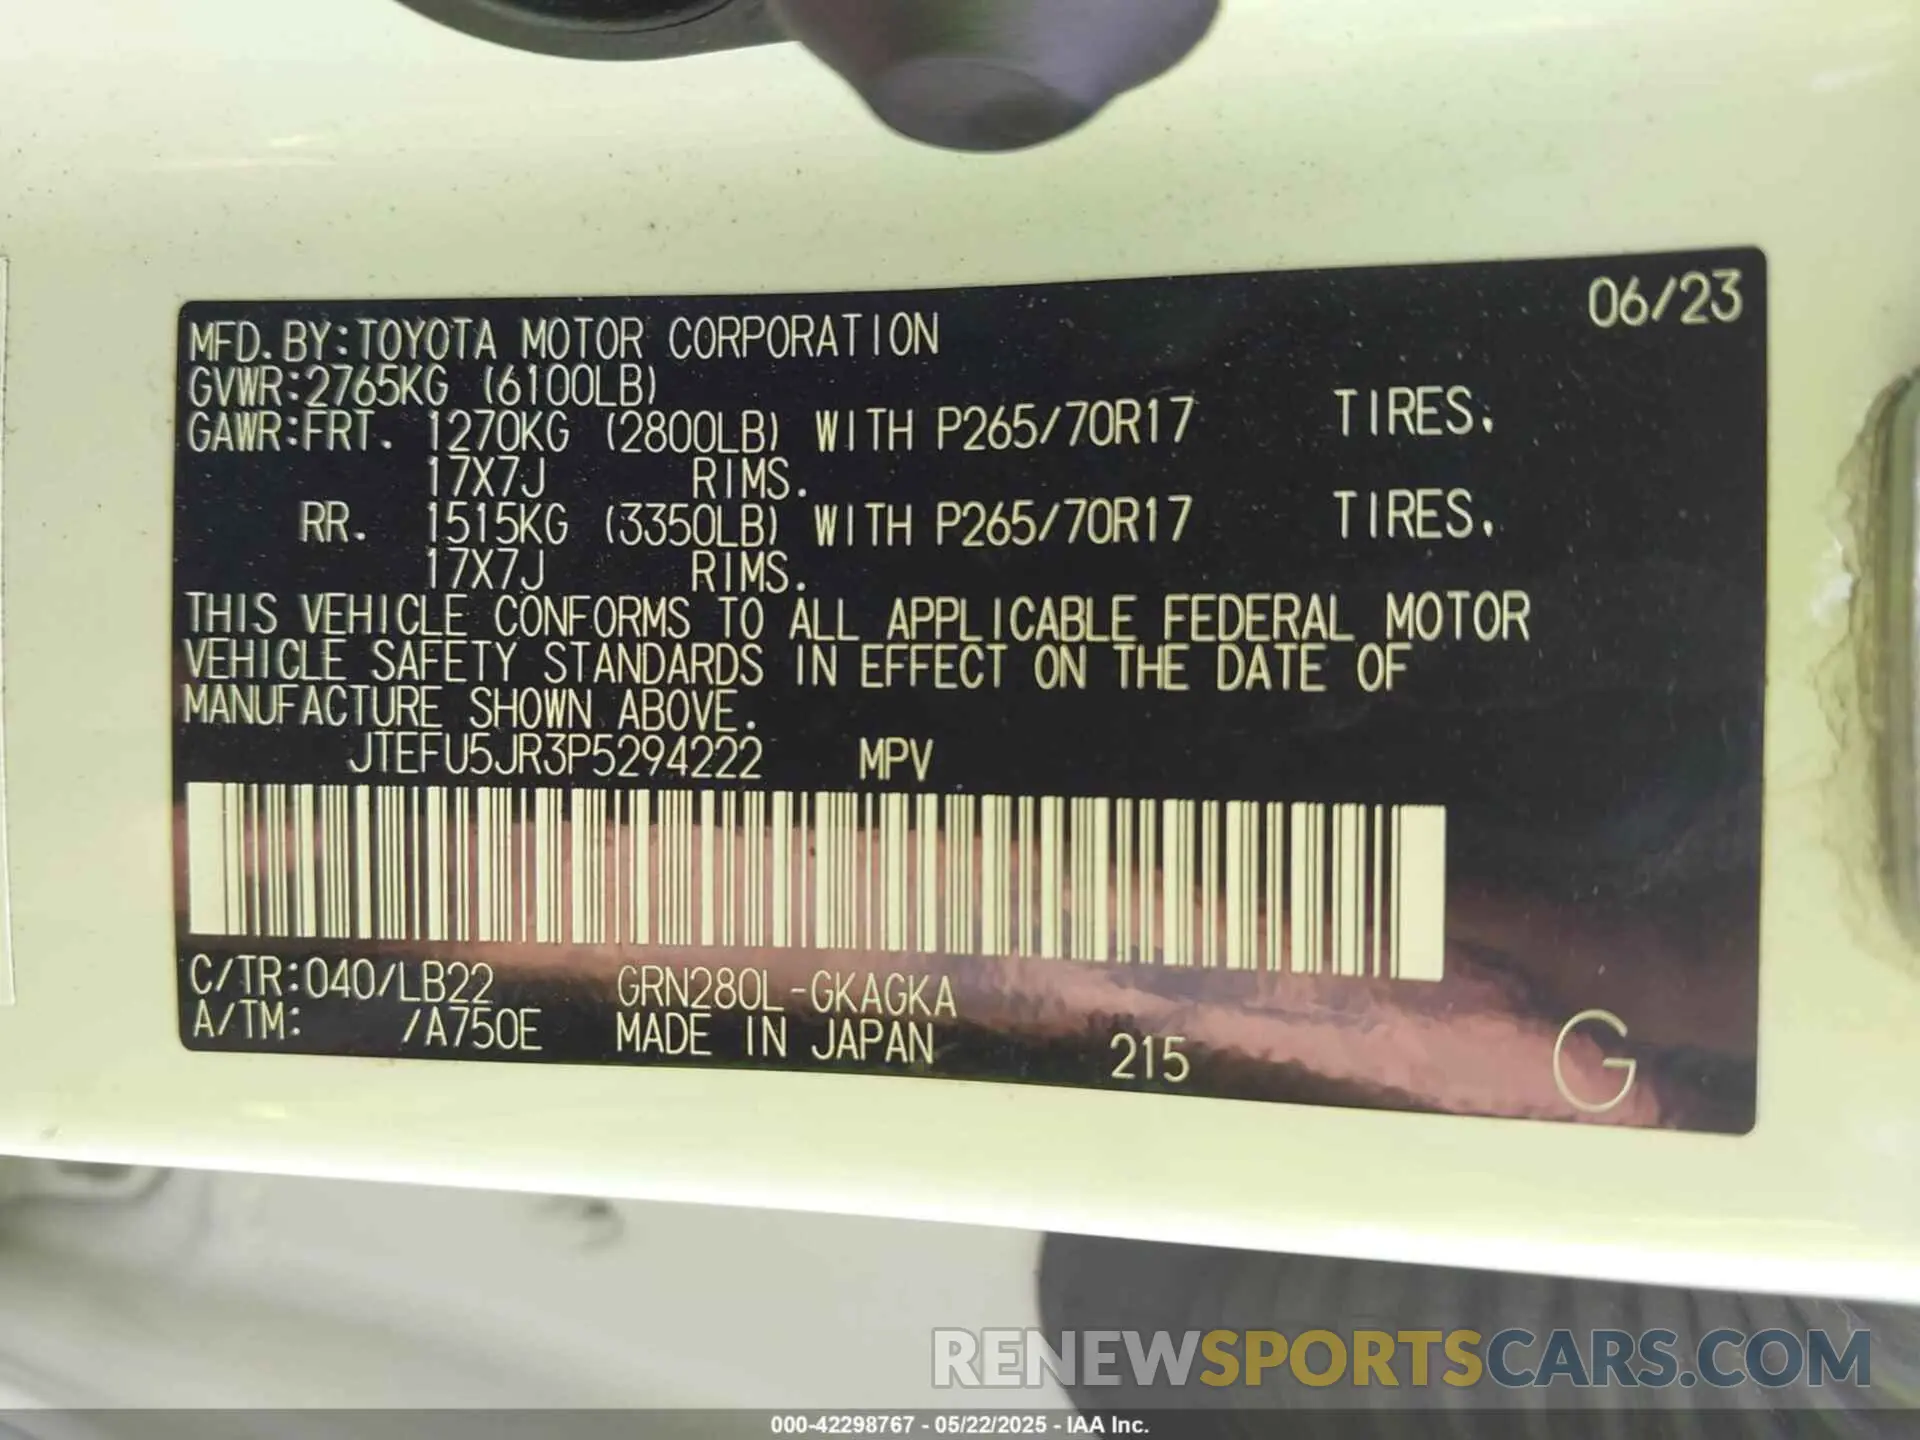 06/23
MFD. BY:TOYOTA MOTOR CORPORATION
GVWR:2765KG (6100LB)
GAWR:FRT. 1270KG (2800LB) WITH P265/70R17 TIRES,
17X7J RIMS.
RR. 1515KG (3350LB) WITH P265/70R17 TIRES,
17X7J RIMS.
THIS VEHICLE CONFORMS TO ALL APPLICABLE FEDERAL MOTOR
VEHICLE SAFETY STANDARDS IN EFFECT ON THE DATE OF
MANUFACTURE SHOWN ABOVE.
JTEFU5JR3P5294222 MPV
C/TR:040/LB22 GRN280L-GKAGKA
A/TM: /A750E MADE IN JAPAN 215 G
RENEWSPORTSCARS.COM
000-42298767 - 05/22/2025 - IAA Inc.